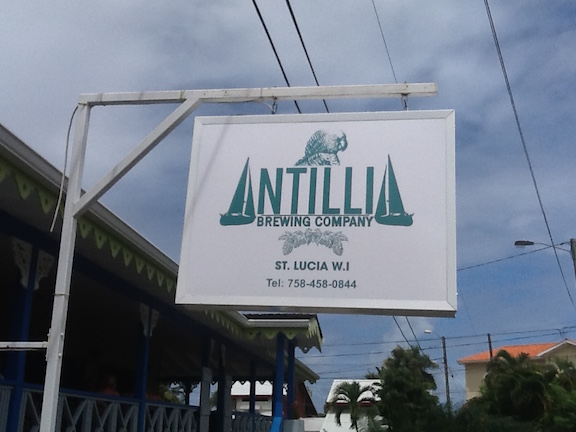 ANTILLIA
BREWING COMPANY
ST. LUCIA W.I
Tel: 758-458-0844